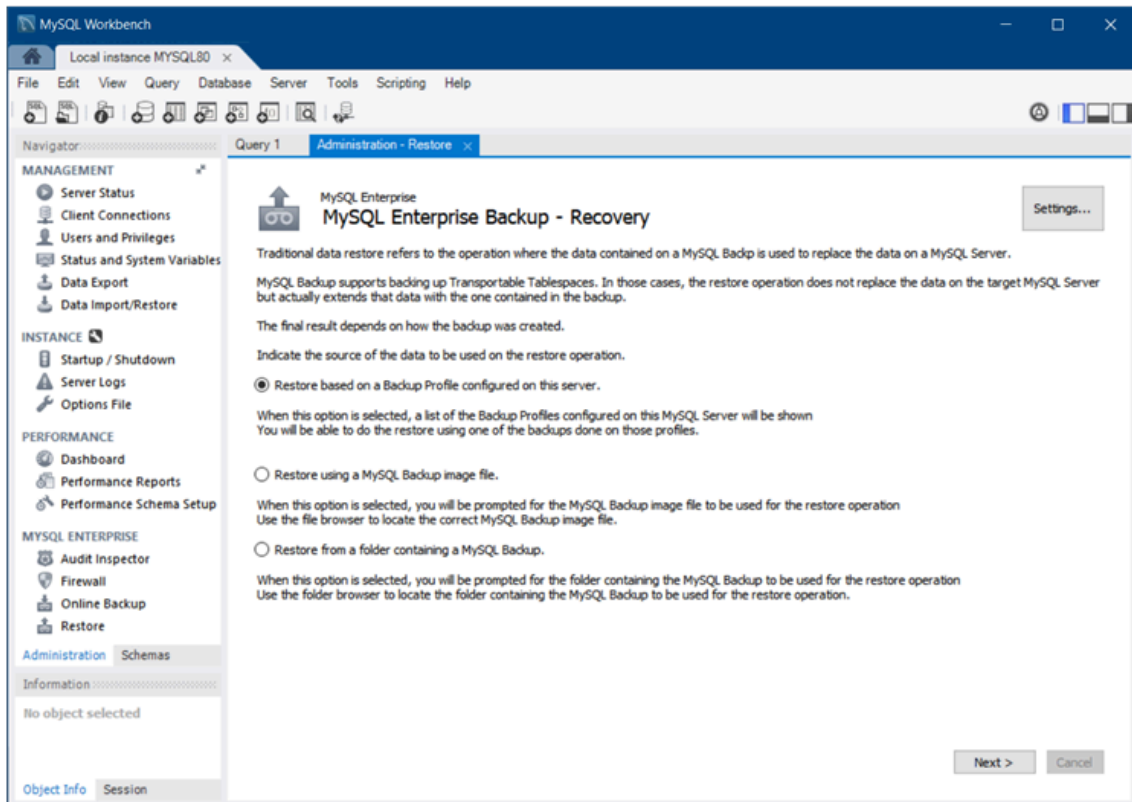 MySQL Workbench
Local instance MYSQL80
File Edit View Query Database Server Tools Scripting Help
Navigator
MANAGEMENT
Server Status
Client Connections
Users and Privileges
Status and System Variables
Data Export
Data Import/Restore
INSTANCE
Startup / Shutdown
Server Logs
Options File
PERFORMANCE
Dashboard
Performance Reports
Performance Schema Setup
MYSQL ENTERPRISE
Audit Inspector
Firewall
Online Backup
Restore
Administration Schemas
Information
No object selected
Object Info Session
Query 1 Administration - Restore
MySQL Enterprise
MySQL Enterprise Backup - Recovery
Settings...
Traditional data restore refers to the operation where the data contained on a MySQL Backp is used to replace the data on a MySQL Server.
MySQL Backup supports backing up Transportable Tablespaces. In those cases, the restore operation does not replace the data on the target MySQL Server
but actually extends that data with the one contained in the backup.
The final result depends on how the backup was created.
Indicate the source of the data to be used on the restore operation.
Restore based on a Backup Profile configured on this server.
When this option is selected, a list of the Backup Profiles configured on this MySQL Server will be shown
You will be able to do the restore using one of the backups done on those profiles.
Restore using a MySQL Backup image file.
When this option is selected, you will be prompted for the MySQL Backup image file to be used for the restore operation
Use the file browser to locate the correct MySQL Backup image file.
Restore from a folder containing a MySQL Backup.
When this option is selected, you will be prompted for the folder containing the MySQL Backup to be used for the restore operation
Use the folder browser to locate the folder containing the MySQL Backup to be used for the restore operation.
Next > Cancel